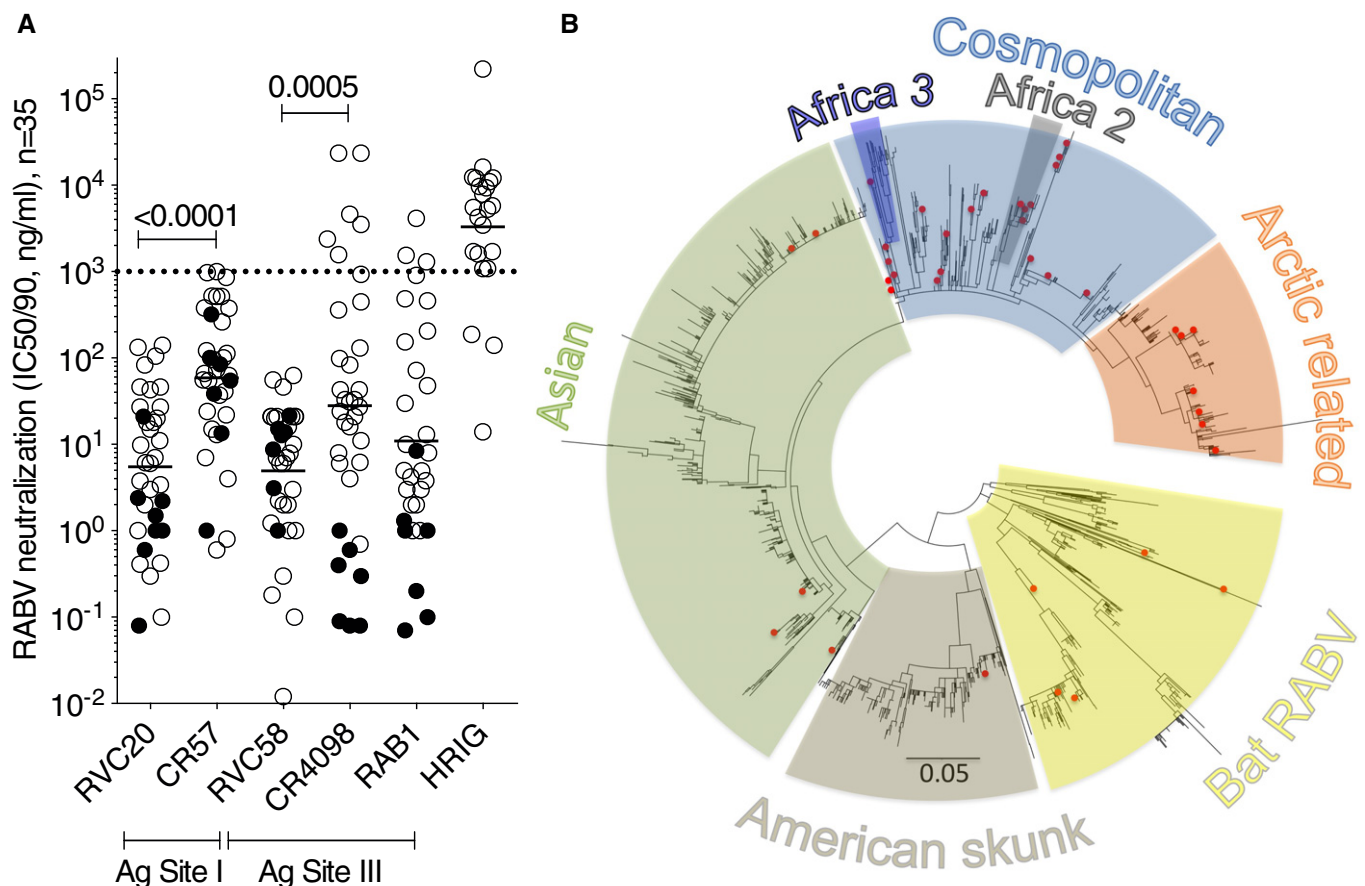 A
B
RABV neutralization (IC50/90, ng/ml), n=35
10^5
10^4
10^3
10^2
10^1
10^0
10^-1
10^-2
<0.0001
0.0005
RVC20
CR57
RVC58
CR4098
RAB1
HRIG
Ag Site I
Ag Site III
Cosmopolitan
Africa 3
Africa 2
Arctic related
Asian
Bat RABV
American skunk
0.05